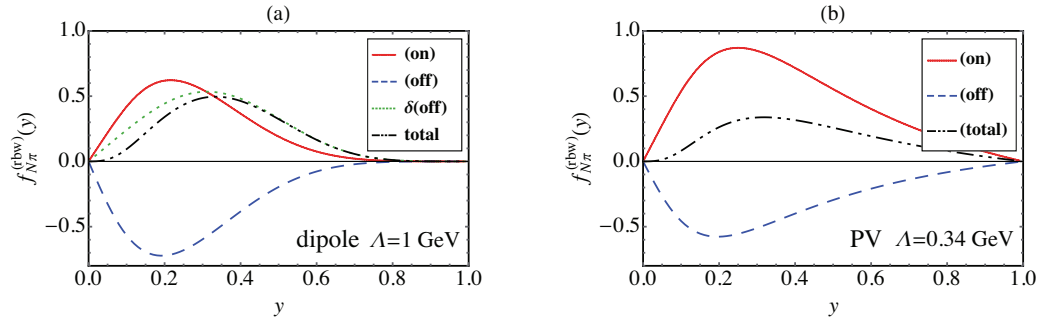 (a)
1.0
0.5
0.0
−0.5
f_{Nπ}^{(rbw)}(y)
(on)
(off)
δ(off)
total
dipole Λ=1 GeV
0.0 0.2 0.4 0.6 0.8 1.0
y
(b)
1.0
0.5
0.0
−0.5
f_{Nπ}^{(rbw)}(y)
(on)
(off)
(total)
PV Λ=0.34 GeV
0.0 0.2 0.4 0.6 0.8 1.0
y